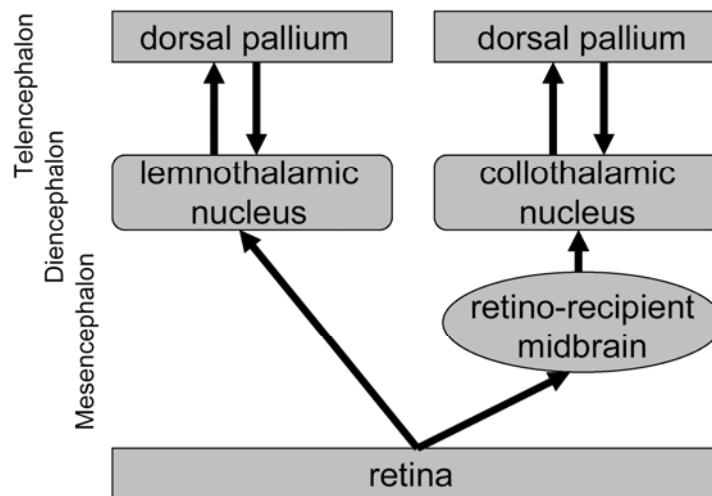 dorsal pallium
dorsal pallium
Telencephalon
lemnothalamic
nucleus
collothalamic
nucleus
Diencephalon
retino-recipient
midbrain
Mesencephalon
retina